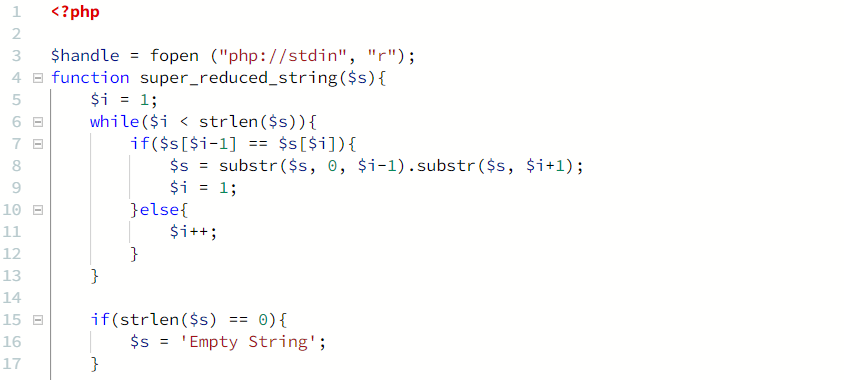 1 <?php
2
3 $handle = fopen ("php://stdin", "r");
4 function super_reduced_string($s){
5     $i = 1;
6     while($i < strlen($s)){
7         if($s[$i-1] == $s[$i]){
8             $s = substr($s, 0, $i-1).substr($s, $i+1);
9             $i = 1;
10         }else{
11             $i++;
12         }
13     }
14
15     if(strlen($s) == 0){
16         $s = 'Empty String';
17     }